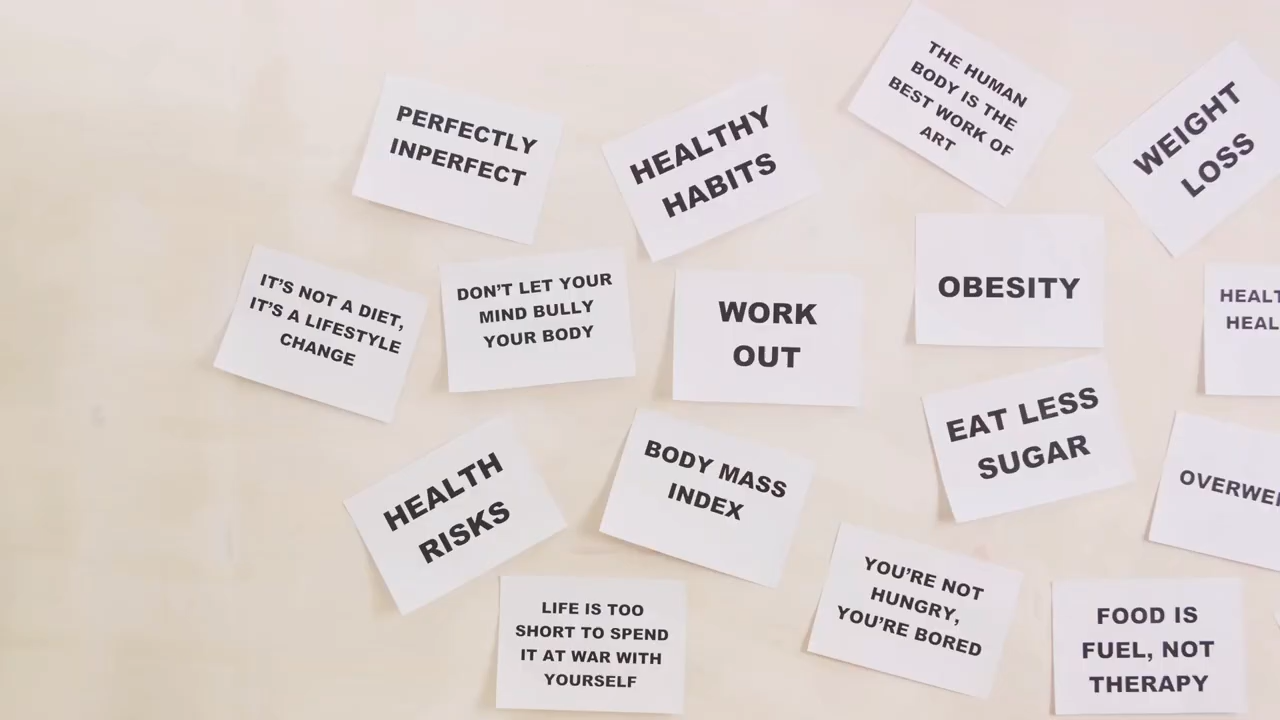 PERFECTLY
INPERFECT
HEALTHY
HABITS
THE HUMAN
BODY IS THE
BEST WORK OF
ART
WEIGHT
LOSS
IT'S NOT A DIET,
IT'S A LIFESTYLE
CHANGE
DON'T LET YOUR
MIND BULLY
YOUR BODY
WORK
OUT
OBESITY
HEALTH
RISKS
BODY MASS
INDEX
EAT LESS
SUGAR
LIFE IS TOO
SHORT TO SPEND
IT AT WAR WITH
YOURSELF
YOU'RE NOT
HUNGRY,
YOU'RE BORED
FOOD IS
FUEL, NOT
THERAPY